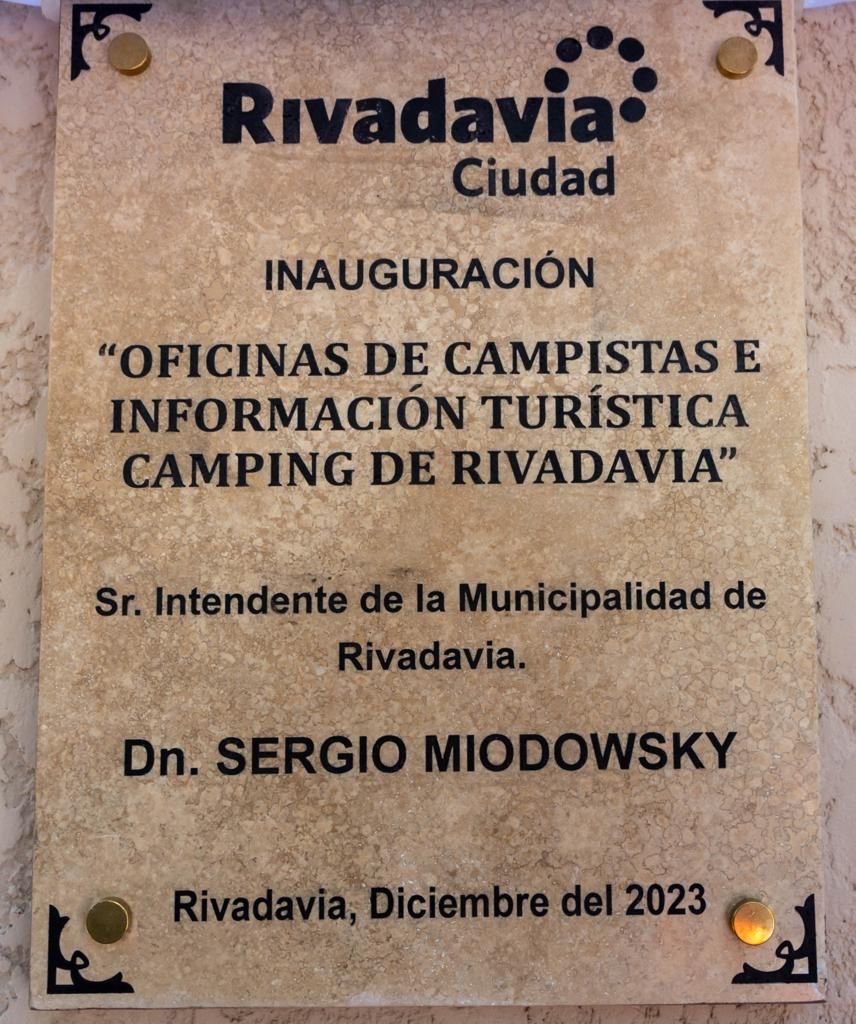 Rivadavia
Ciudad
INAUGURACIÓN
“OFICINAS DE CAMPISTAS E
INFORMACIÓN TURÍSTICA
CAMPING DE RIVADAVIA”
Sr. Intendente de la Municipalidad de
Rivadavia.
Dn. SERGIO MIODOWSKY
Rivadavia, Diciembre del 2023